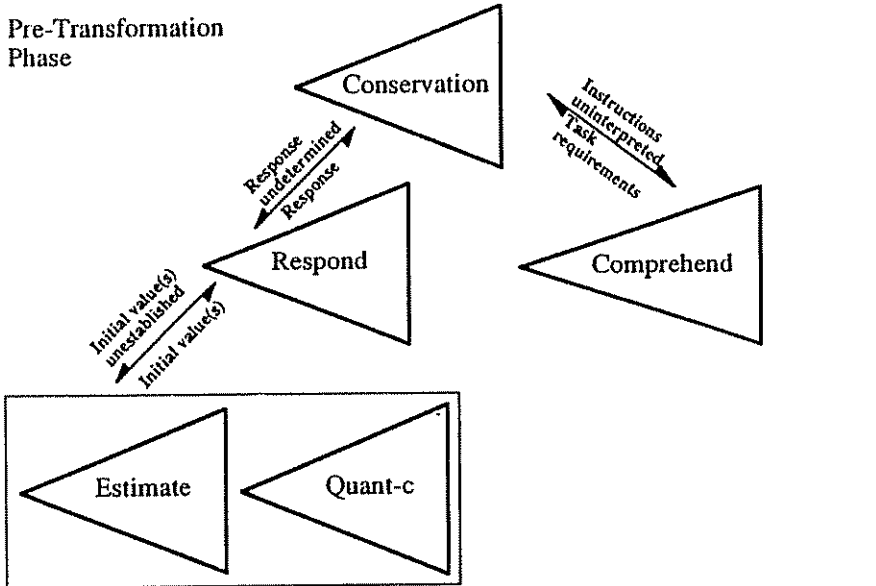 Pre-Transformation
Phase
Conservation
Instructions
uninterpreted
Task
requirements
Response
undetermined
Response
Respond
Comprehend
Initial value(s)
unestablished
Initial value(s)
Estimate
Quant-c